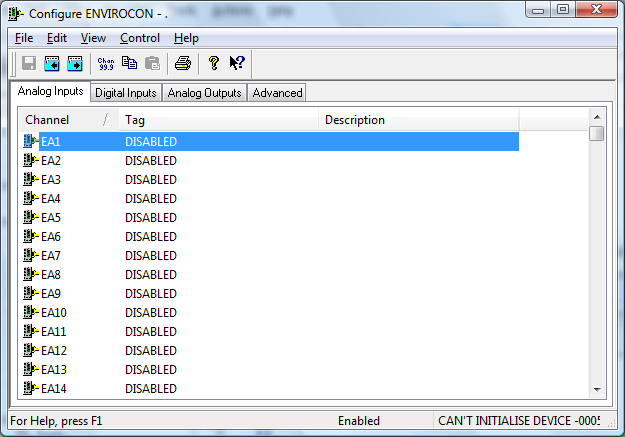 Configure ENVIROCON - .
File Edit View Control Help
Chan 99.9
Analog Inputs Digital Inputs Analog Outputs Advanced
Channel / Tag Description
EA1 DISABLED
EA2 DISABLED
EA3 DISABLED
EA4 DISABLED
EA5 DISABLED
EA6 DISABLED
EA7 DISABLED
EA8 DISABLED
EA9 DISABLED
EA10 DISABLED
EA11 DISABLED
EA12 DISABLED
EA13 DISABLED
EA14 DISABLED
For Help, press F1 Enabled CAN'T INITIALISE DEVICE -0005